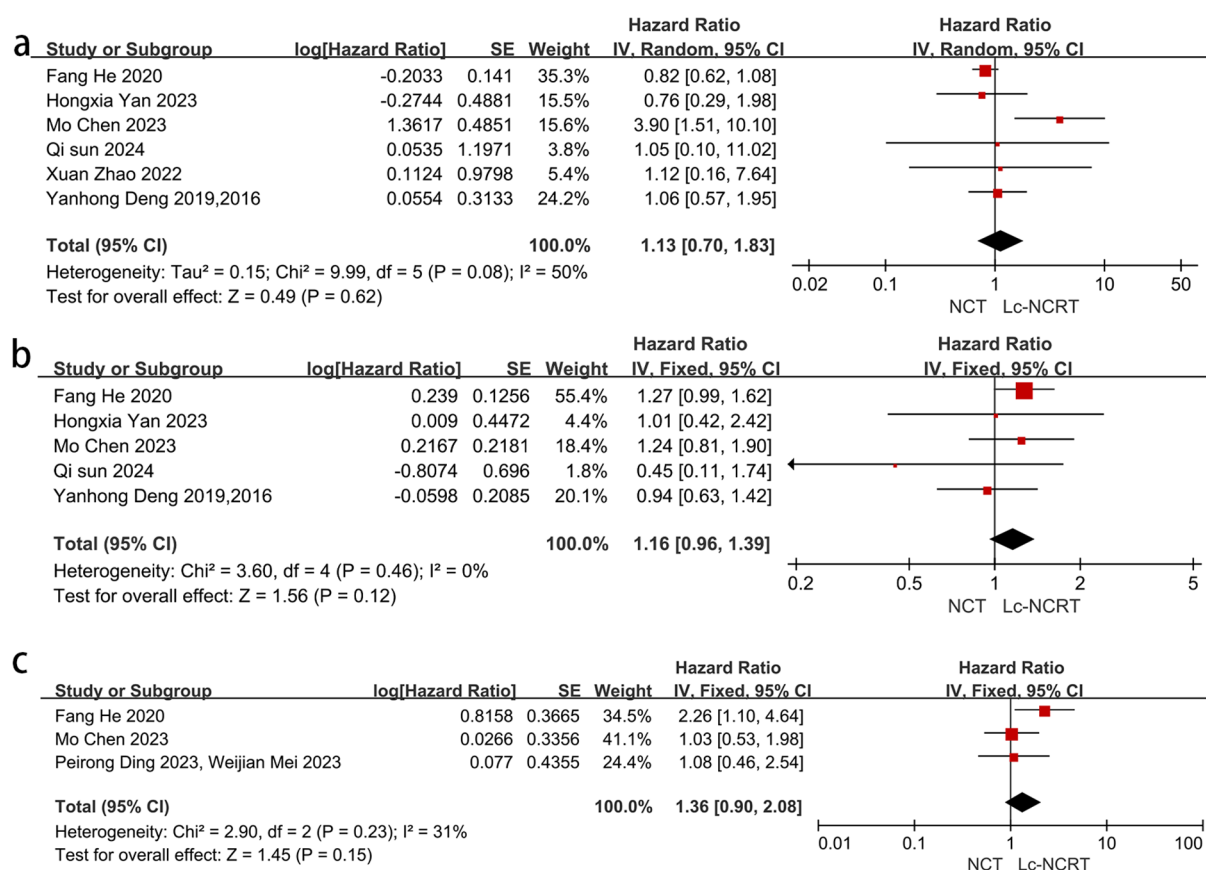 a
Hazard Ratio Hazard Ratio
Study or Subgroup log[Hazard Ratio] SE Weight IV, Random, 95% CI IV, Random, 95% CI
Fang He 2020 -0.2033 0.141 35.3% 0.82 [0.62, 1.08]
Hongxia Yan 2023 -0.2744 0.4881 15.5% 0.76 [0.29, 1.98]
Mo Chen 2023 1.3617 0.4851 15.6% 3.90 [1.51, 10.10]
Qi sun 2024 0.0535 1.1971 3.8% 1.05 [0.10, 11.02]
Xuan Zhao 2022 0.1124 0.9798 5.4% 1.12 [0.16, 7.64]
Yanhong Deng 2019,2016 0.0554 0.3133 24.2% 1.06 [0.57, 1.95]
Total (95% CI) 100.0% 1.13 [0.70, 1.83]
Heterogeneity: Tau² = 0.15; Chi² = 9.99, df = 5 (P = 0.08); I² = 50%
Test for overall effect: Z = 0.49 (P = 0.62)
0.02 0.1 1 10 50
NCT Lc-NCRT
b
Hazard Ratio Hazard Ratio
Study or Subgroup log[Hazard Ratio] SE Weight IV, Fixed, 95% CI IV, Fixed, 95% CI
Fang He 2020 0.239 0.1256 55.4% 1.27 [0.99, 1.62]
Hongxia Yan 2023 0.009 0.4472 4.4% 1.01 [0.42, 2.42]
Mo Chen 2023 0.2167 0.2181 18.4% 1.24 [0.81, 1.90]
Qi sun 2024 -0.8074 0.696 1.8% 0.45 [0.11, 1.74]
Yanhong Deng 2019,2016 -0.0598 0.2085 20.1% 0.94 [0.63, 1.42]
Total (95% CI) 100.0% 1.16 [0.96, 1.39]
Heterogeneity: Chi² = 3.60, df = 4 (P = 0.46); I² = 0%
Test for overall effect: Z = 1.56 (P = 0.12)
0.2 0.5 1 2 5
NCT Lc-NCRT
c
Hazard Ratio Hazard Ratio
Study or Subgroup log[Hazard Ratio] SE Weight IV, Fixed, 95% CI IV, Fixed, 95% CI
Fang He 2020 0.8158 0.3665 34.5% 2.26 [1.10, 4.64]
Mo Chen 2023 0.0266 0.3356 41.1% 1.03 [0.53, 1.98]
Peirong Ding 2023, Weijian Mei 2023 0.077 0.4355 24.4% 1.08 [0.46, 2.54]
Total (95% CI) 100.0% 1.36 [0.90, 2.08]
Heterogeneity: Chi² = 2.90, df = 2 (P = 0.23); I² = 31%
Test for overall effect: Z = 1.45 (P = 0.15)
0.01 0.1 1 10 100
NCT Lc-NCRT